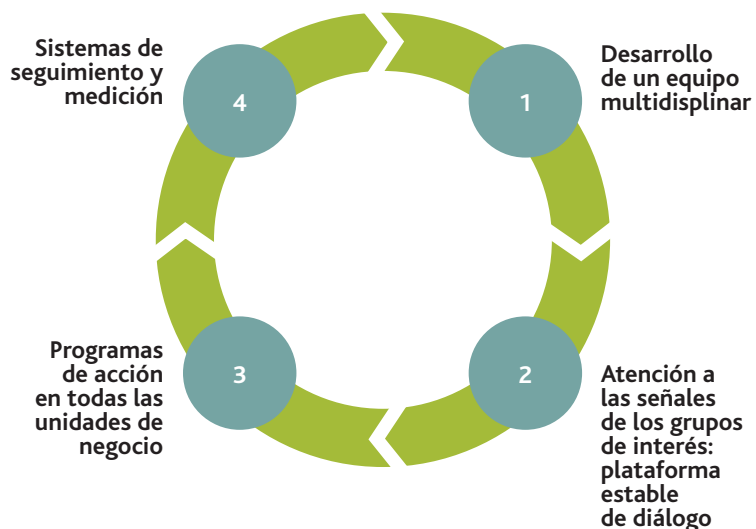 1
Desarrollo
de un equipo
multidisplinar
2
Atención a
las señales
de los grupos
de interés:
plataforma
estable
de diálogo
3
Programas
de acción
en todas las
unidades de
negocio
4
Sistemas de
seguimiento y
medición